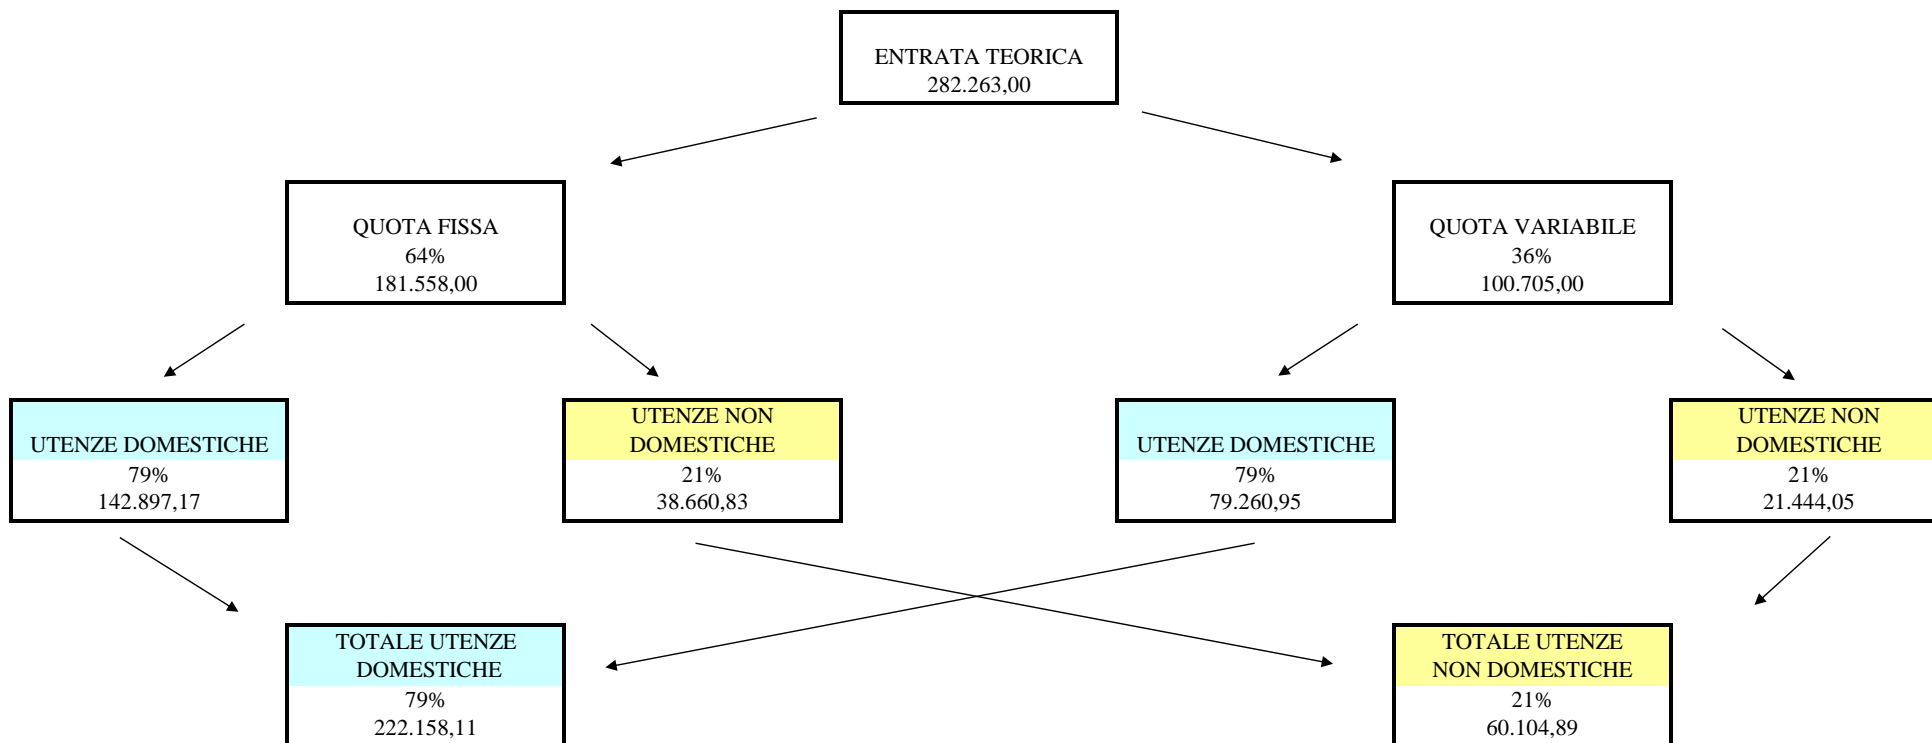 ENTRATA TEORICA
282.263,00
QUOTA FISSA
64%
181.558,00
QUOTA VARIABILE
36%
100.705,00
UTENZE DOMESTICHE
79%
142.897,17
UTENZE NON
DOMESTICHE
21%
38.660,83
UTENZE DOMESTICHE
79%
79.260,95
UTENZE NON
DOMESTICHE
21%
21.444,05
TOTALE UTENZE
DOMESTICHE
79%
222.158,11
TOTALE UTENZE
NON DOMESTICHE
21%
60.104,89